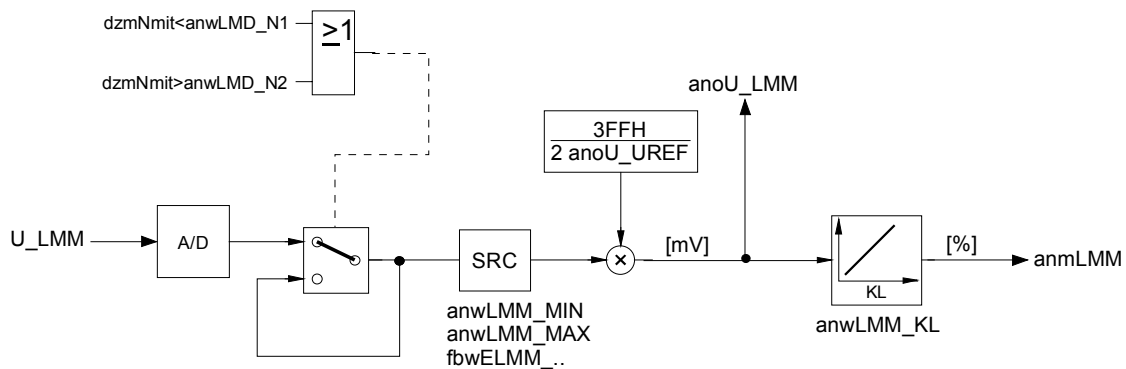 dzmNmit<anwLMD_N1
≥1
dzmNmit>anwLMD_N2
anoU_LMM
3FFH
2 anoU_UREF
U_LMM
A/D
SRC
×
[mV]
KL
[%]
anmLMM
anwLMM_MIN
anwLMM_MAX
fbwELMM_..
anwLMM_KL